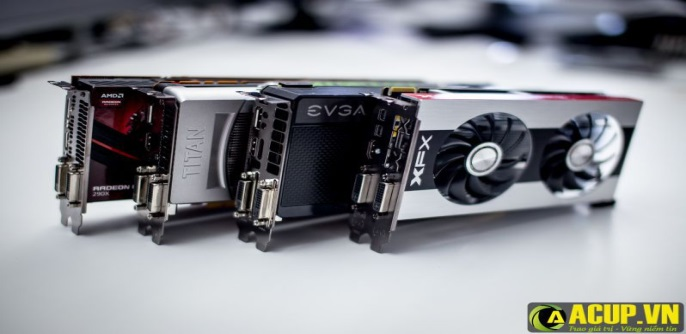 AMD
RADEON
TITAN
EVGA
XFX
ACUP.VN
Trao giá trị - Vững niềm tin